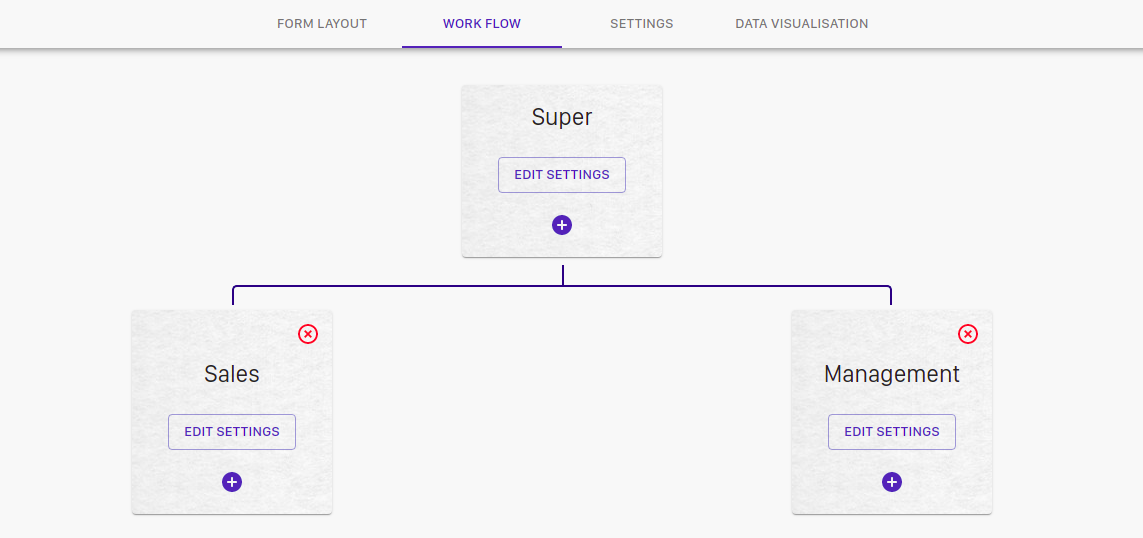 FORM LAYOUT
WORK FLOW
SETTINGS
DATA VISUALISATION
Super
EDIT SETTINGS
Sales
EDIT SETTINGS
Management
EDIT SETTINGS